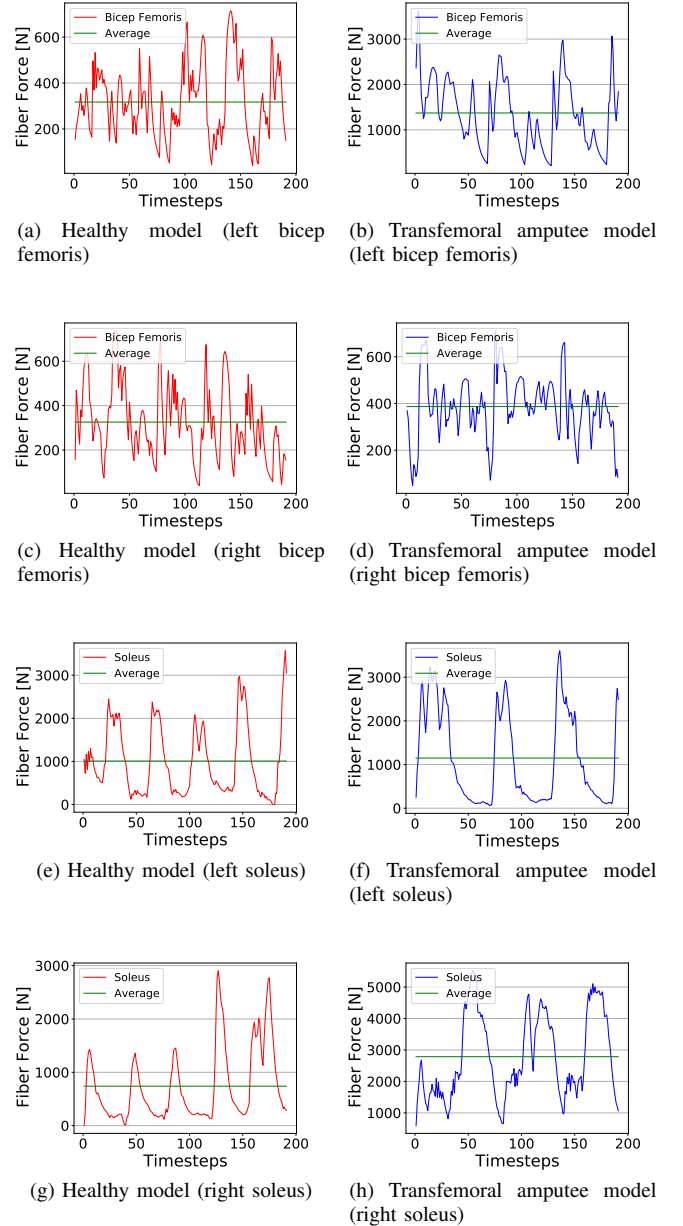 Fiber Force [N]
600
400
200
Bicep Femoris
Average
0 50 100 150 200
Timesteps
(a) Healthy model (left bicep
femoris)
Fiber Force [N]
3000
2000
1000
Bicep Femoris
Average
0 50 100 150 200
Timesteps
(b) Transfemoral amputee model
(left bicep femoris)
Fiber Force [N]
600
400
200
Bicep Femoris
Average
0 50 100 150 200
Timesteps
(c) Healthy model (right bicep
femoris)
Fiber Force [N]
600
400
200
Bicep Femoris
Average
0 50 100 150 200
Timesteps
(d) Transfemoral amputee model
(right bicep femoris)
Fiber Force [N]
3000
2000
1000
0
Soleus
Average
0 50 100 150 200
Timesteps
(e) Healthy model (left soleus)
Fiber Force [N]
3000
2000
1000
0
Soleus
Average
0 50 100 150 200
Timesteps
(f) Transfemoral amputee model
(left soleus)
Fiber Force [N]
3000
2000
1000
0
Soleus
Average
0 50 100 150 200
Timesteps
(g) Healthy model (right soleus)
Fiber Force [N]
5000
4000
3000
2000
1000
Soleus
Average
0 50 100 150 200
Timesteps
(h) Transfemoral amputee model
(right soleus)